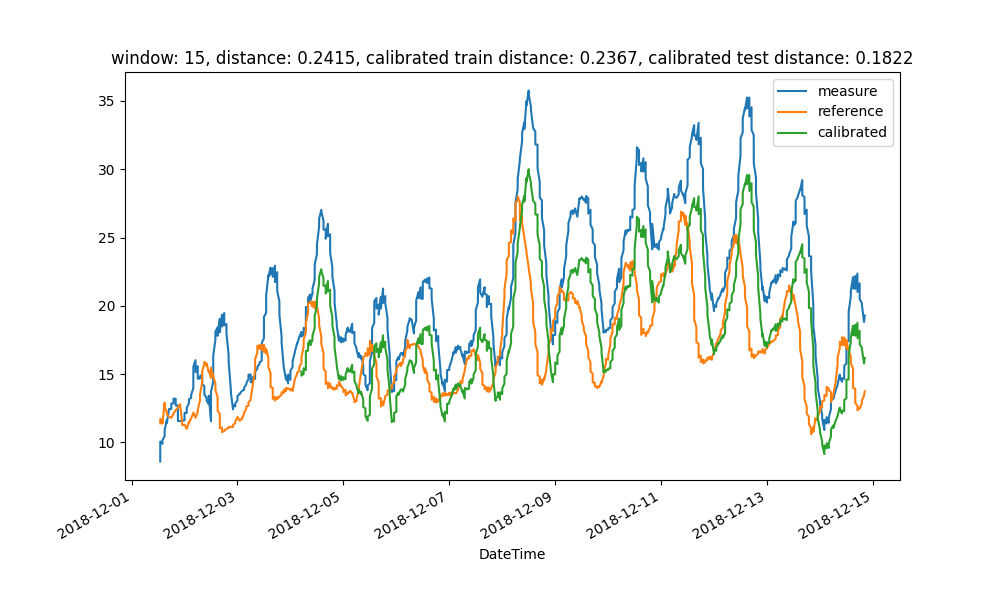 window: 15, distance: 0.2415, calibrated train distance: 0.2367, calibrated test distance: 0.1822
measure
reference
calibrated
35
30
25
20
15
10
2018-12-01
2018-12-03
2018-12-05
2018-12-07
2018-12-09
2018-12-11
2018-12-13
2018-12-15
DateTime